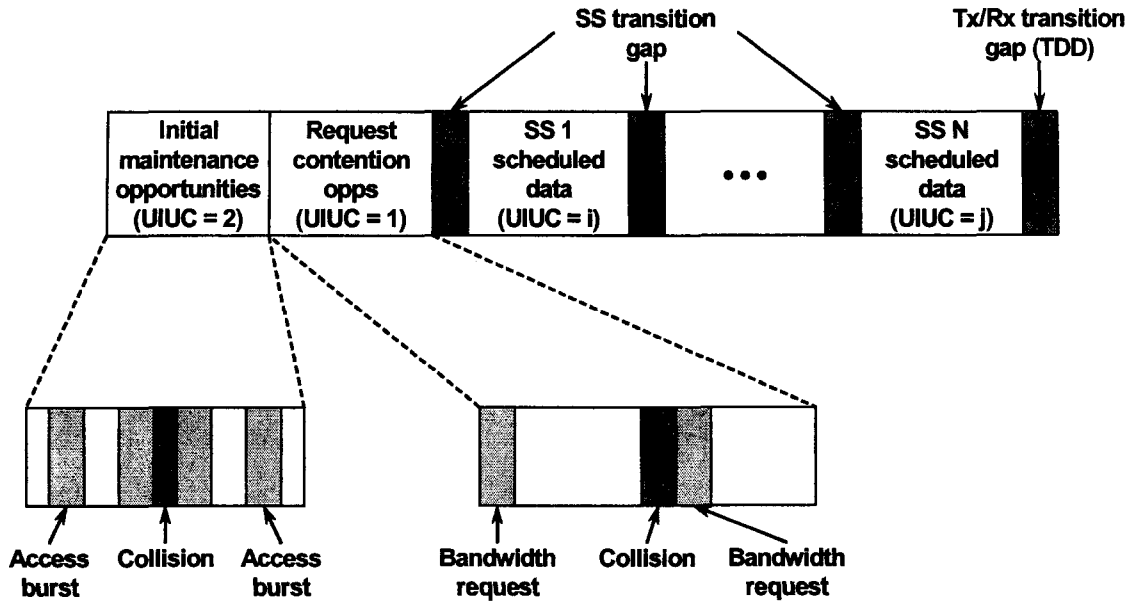 SS transition
gap
Tx/Rx transition
gap (TDD)
Initial
maintenance
opportunities
(UIUC = 2)
Request
contention
opps
(UIUC = 1)
SS 1
scheduled
data
(UIUC = i)
•••
SS N
scheduled
data
(UIUC = j)
Access
burst
Collision
Access
burst
Bandwidth
request
Collision
Bandwidth
request